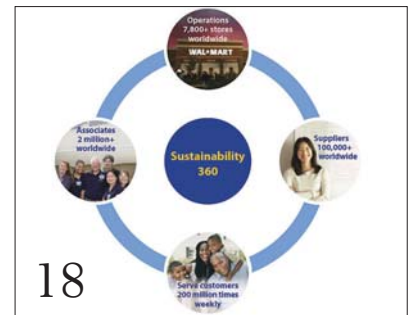 Operations
7,800+ stores
worldwide
WAL★MART
Associates
2 million+
worldwide
Sustainability
360
Suppliers
100,000+
worldwide
Serve customers
200 million times
weekly
18